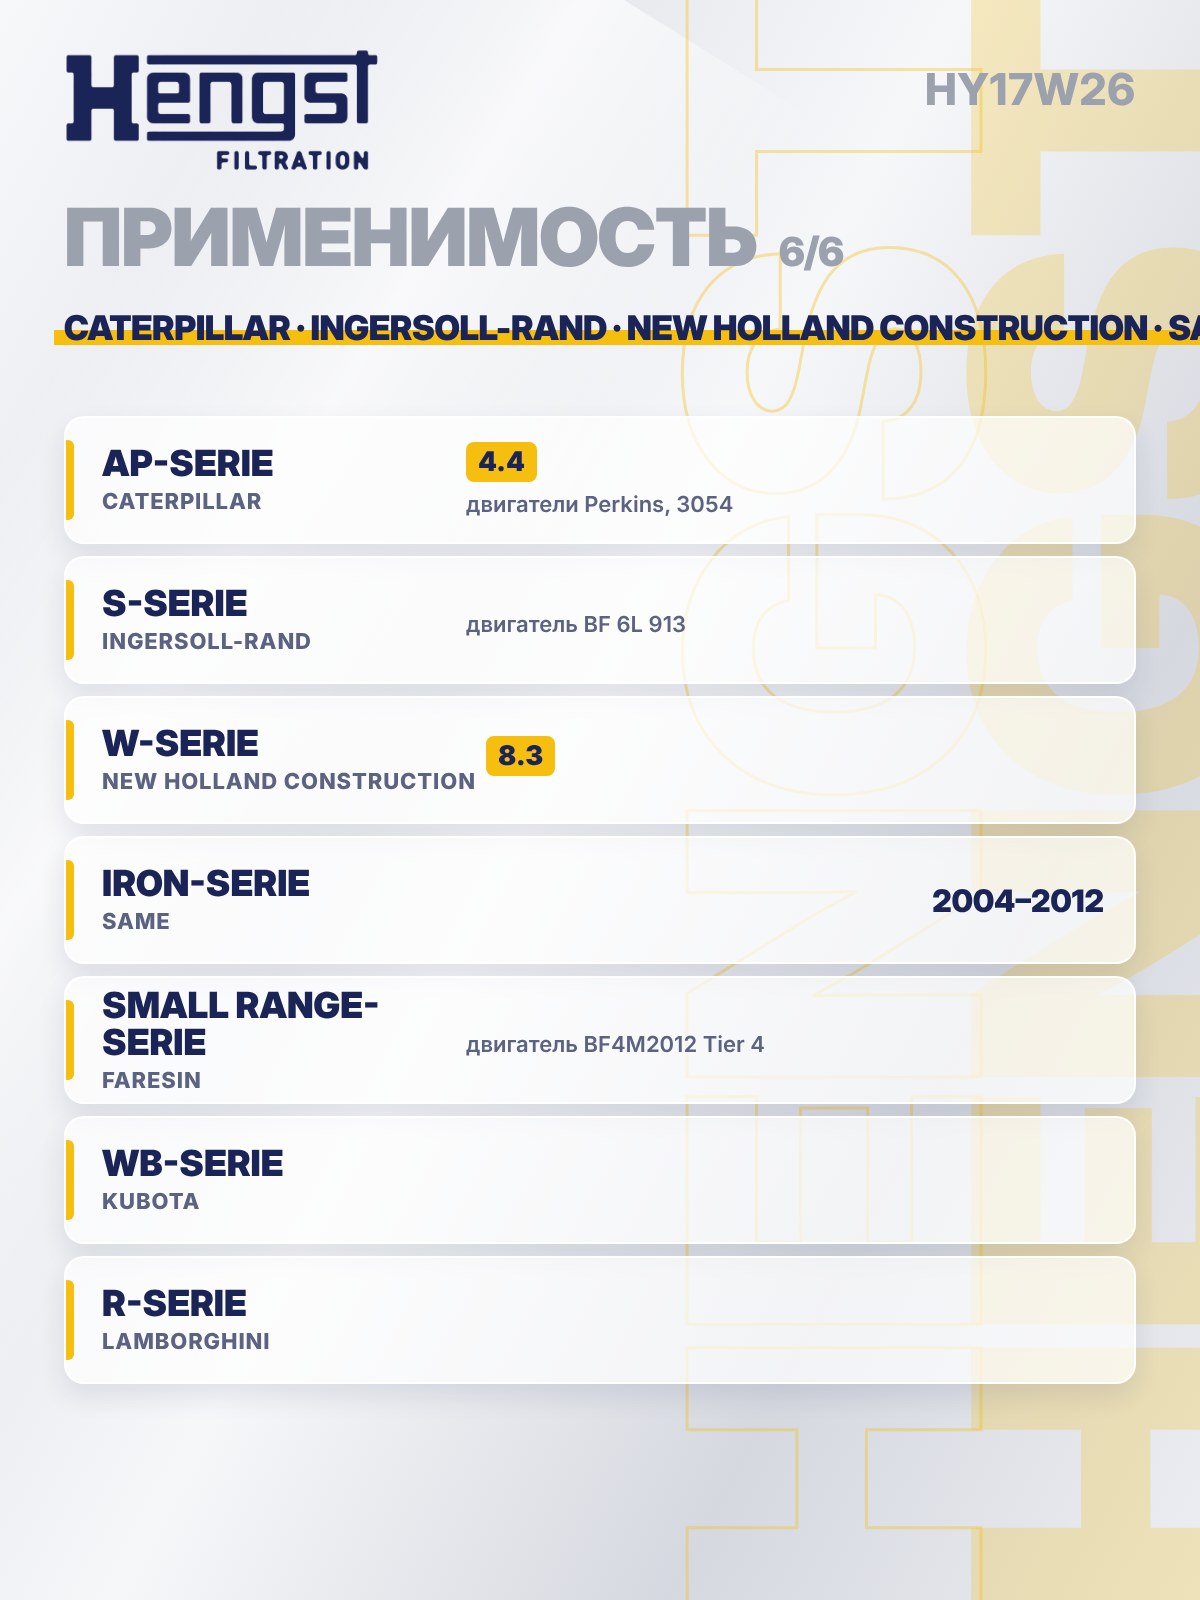 Hengst
FILTRATION
HY17W26
ПРИМЕНИМОСТЬ 6/6
CATERPILLAR · INGERSOLL-RAND · NEW HOLLAND CONSTRUCTION · SA
AP-SERIE
CATERPILLAR
4.4
двигатели Perkins, 3054
S-SERIE
INGERSOLL-RAND
двигатель BF 6L 913
W-SERIE
NEW HOLLAND CONSTRUCTION
8.3
IRON-SERIE
SAME
2004–2012
SMALL RANGE-
SERIE
FARESIN
двигатель BF4M2012 Tier 4
WB-SERIE
KUBOTA
R-SERIE
LAMBORGHINI
HENGST
HENGST